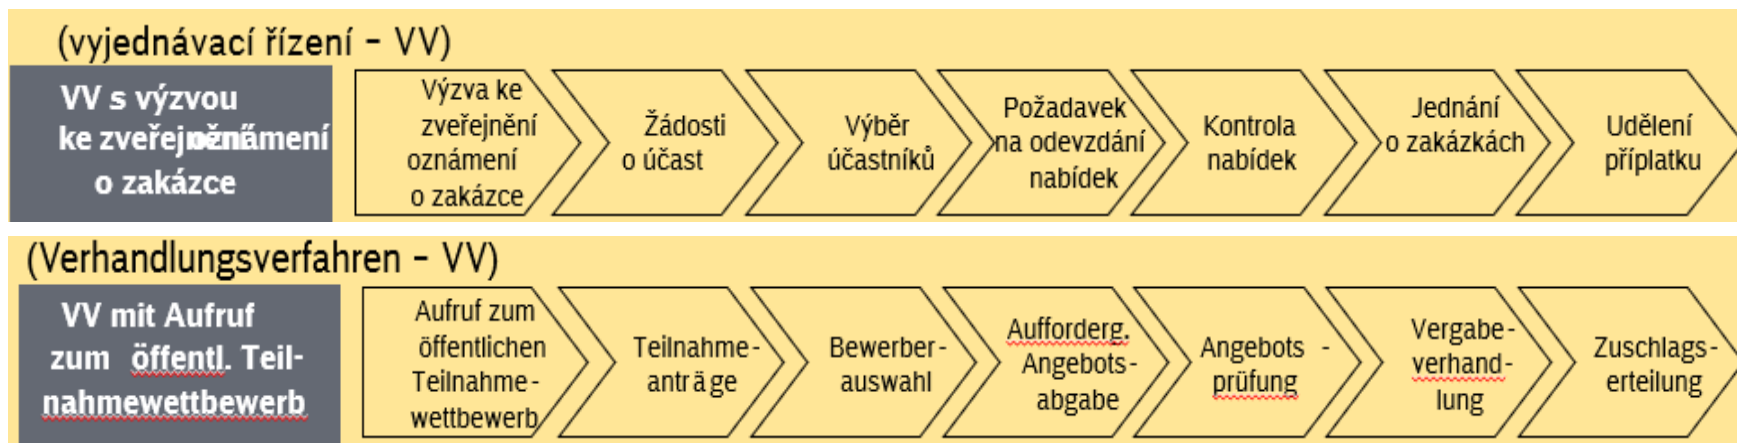 (vyjednávací řízení – VV)
VV s výzvou
ke zveřejnění oznámení
o zakázce
Výzva ke
zveřejnění
oznámení
o zakázce
Žádosti
o účast
Výběr
účastníků
Požadavek
na odevzdání
nabídek
Kontrola
nabídek
Jednání
o zakázkách
Udělení
příplatku
(Verhandlungsverfahren – VV)
VV mit Aufruf
zum öffentl. Teil-
nahmewettbewerb
Aufruf zum
öffentlichen
Teilnahme-
wettbewerb
Teilnahme-
anträge
Bewerber-
auswahl
Aufforderg.
Angebots-
abgabe
Angebots -
prüfung
Vergabe-
verhand-
lung
Zuschlags-
erteilung